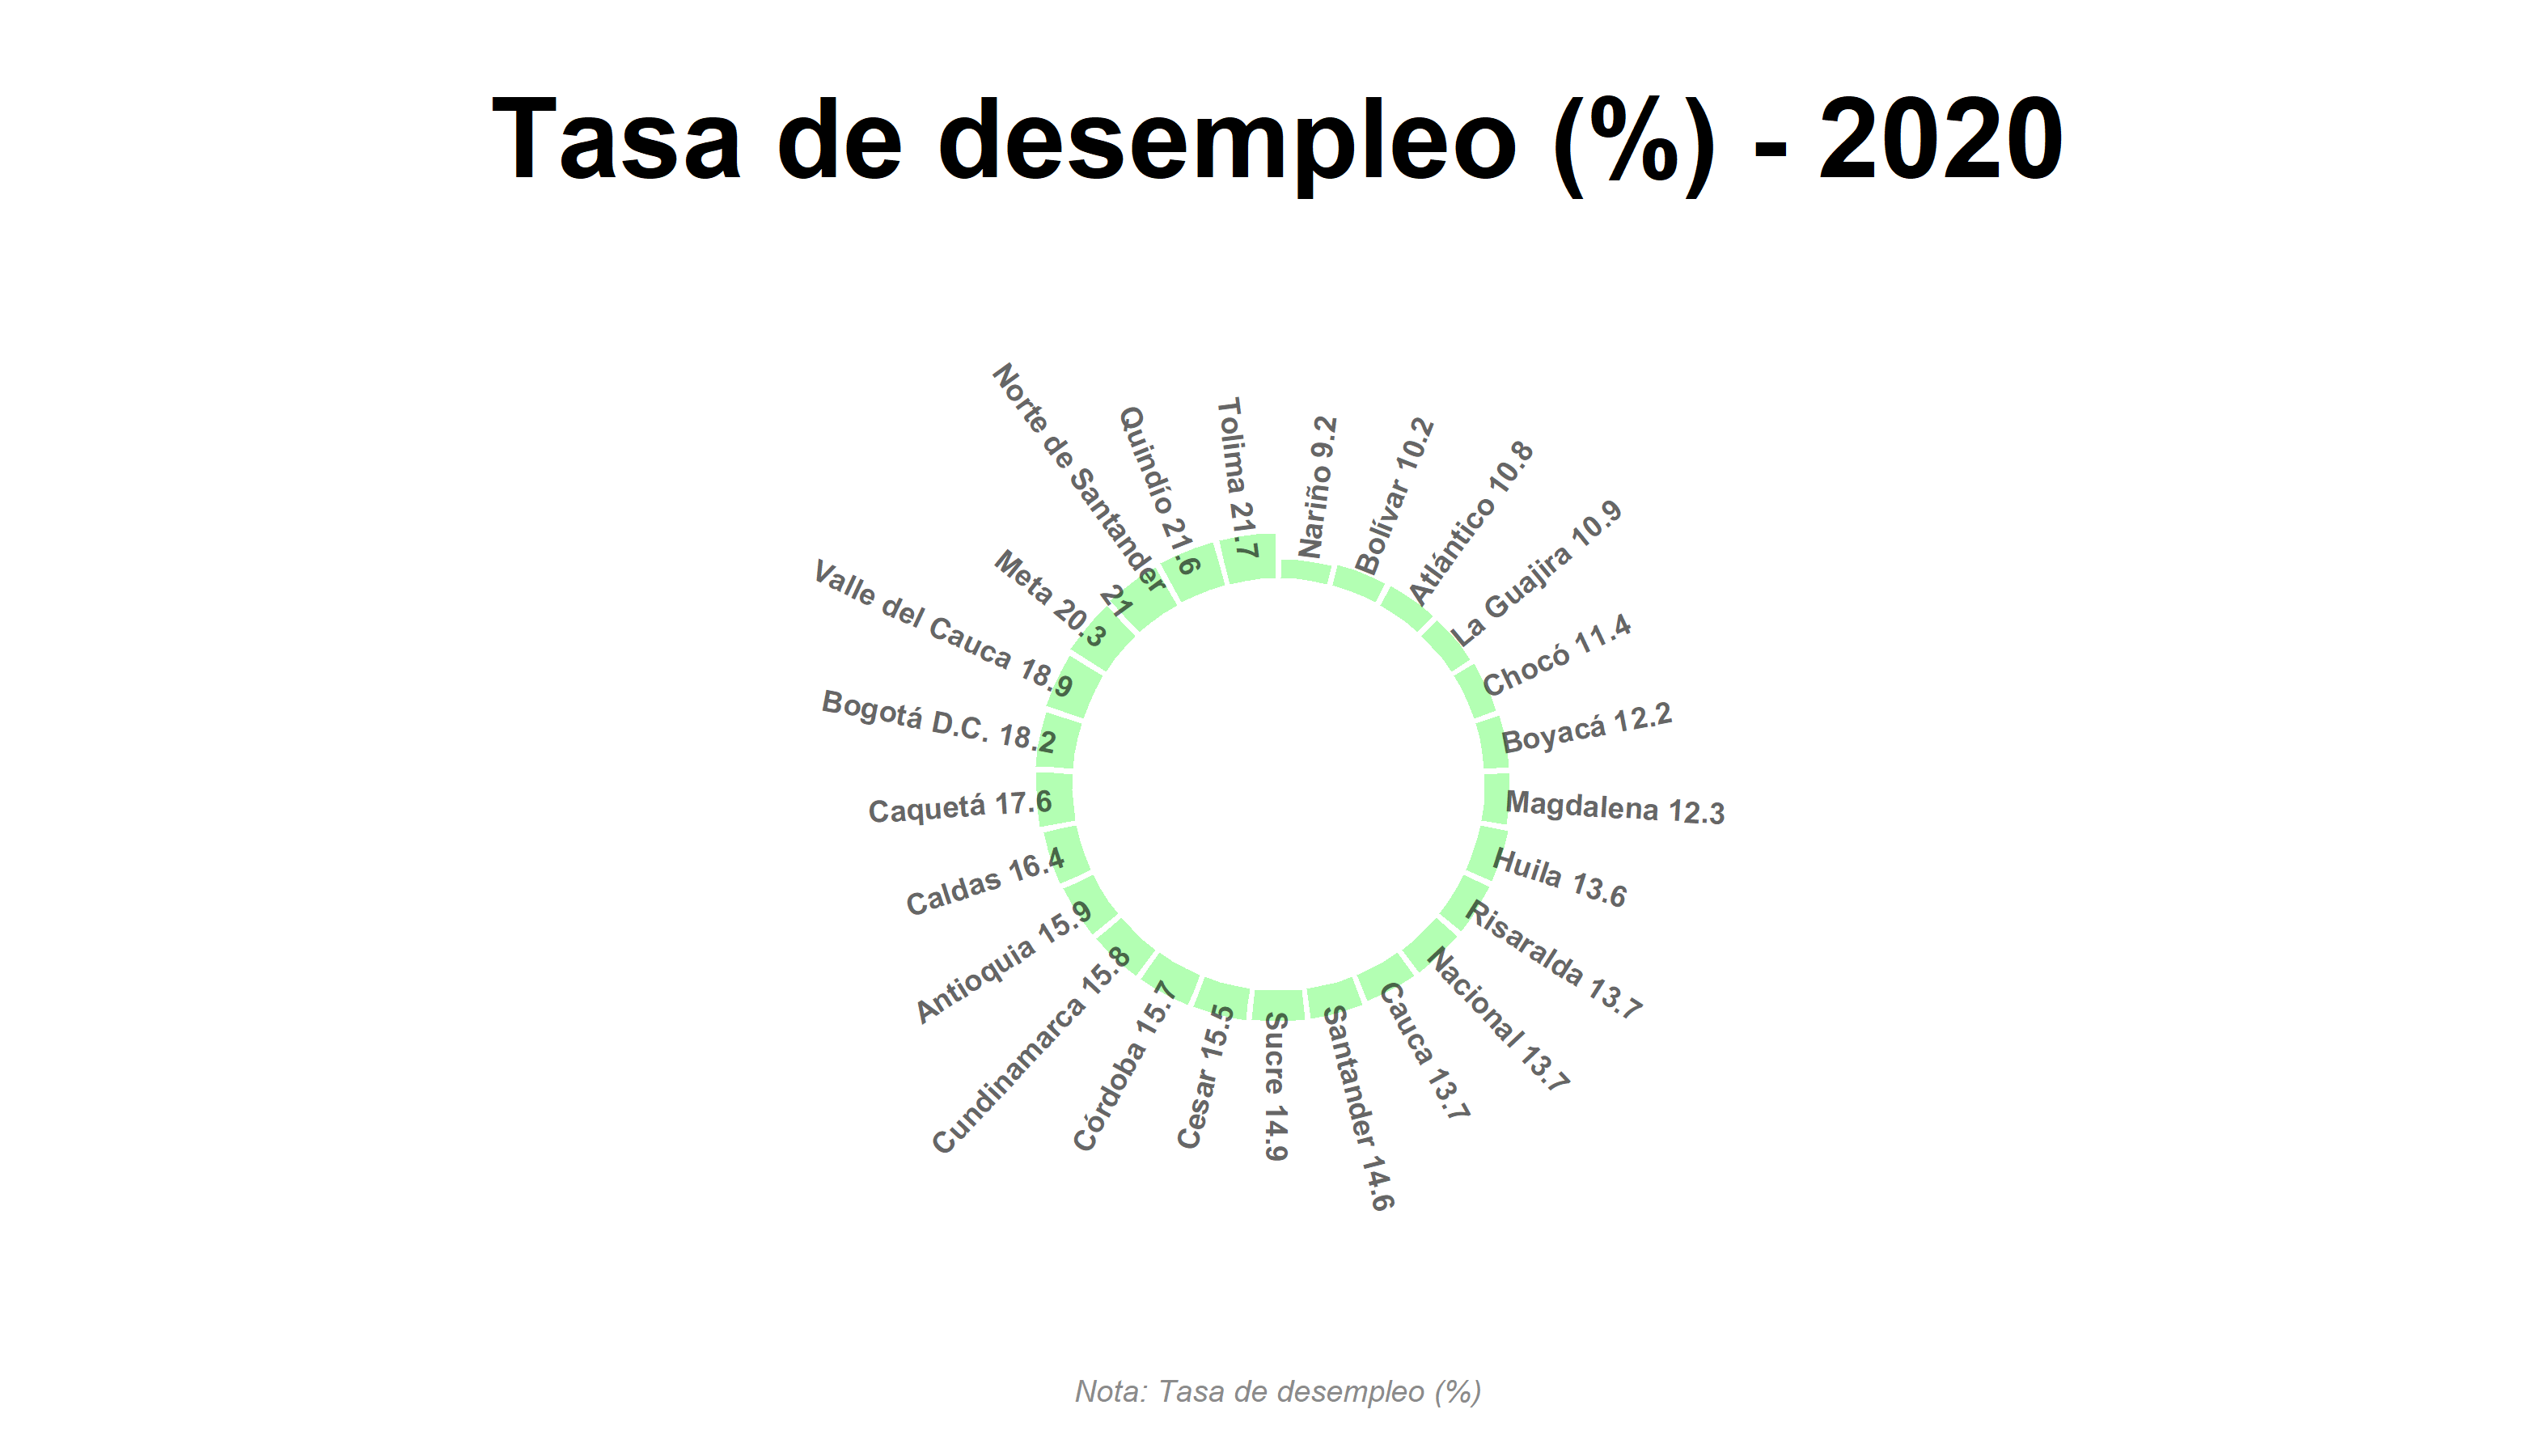 Tasa de desempleo (%) - 2020
Nariño 9.2
Bolívar 10.2
Atlántico 10.8
La Guajira 10.9
Chocó 11.4
Boyacá 12.2
Magdalena 12.3
Huila 13.6
Risaralda 13.7
Nacional 13.7
Cauca 13.7
Santander 14.6
Sucre 14.9
Cesar 15.5
Córdoba 15.7
Cundinamarca 15.8
Antioquia 15.9
Caldas 16.4
Caquetá 17.6
Bogotá D.C. 18.2
Valle del Cauca 18.9
Meta 20.3
Norte de Santander
21
Quindío 21.6
Tolima 21.7
Nota: Tasa de desempleo (%)